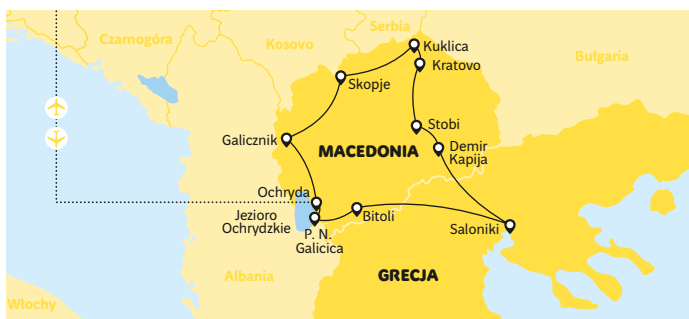 Serbia
Czarnogóra
Kosovo
Kuklica
Bułgaria
Kratovo
Skopje
Stobi
Galicznik
MACEDONIA
Demir
Kapija
Ochryda
Jezioro
Ochrydzkie
Bitoli
P. N.
Galicica
Saloniki
Albania
GRECJA
Włochy